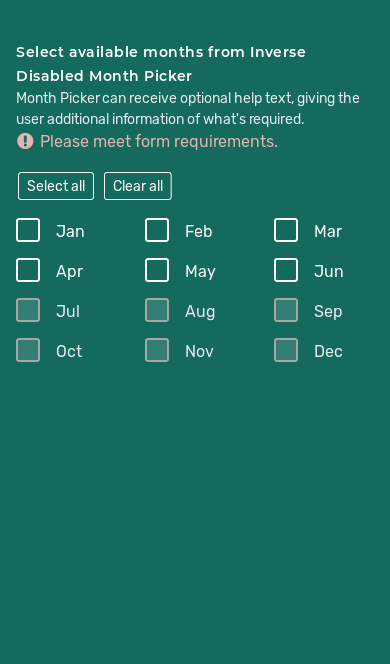 Select available months from Inverse
Disabled Month Picker
Month Picker can receive optional help text, giving the
user additional information of what's required.
Please meet form requirements.
Select all Clear all
Jan Feb Mar
Apr May Jun
Jul Aug Sep
Oct Nov Dec